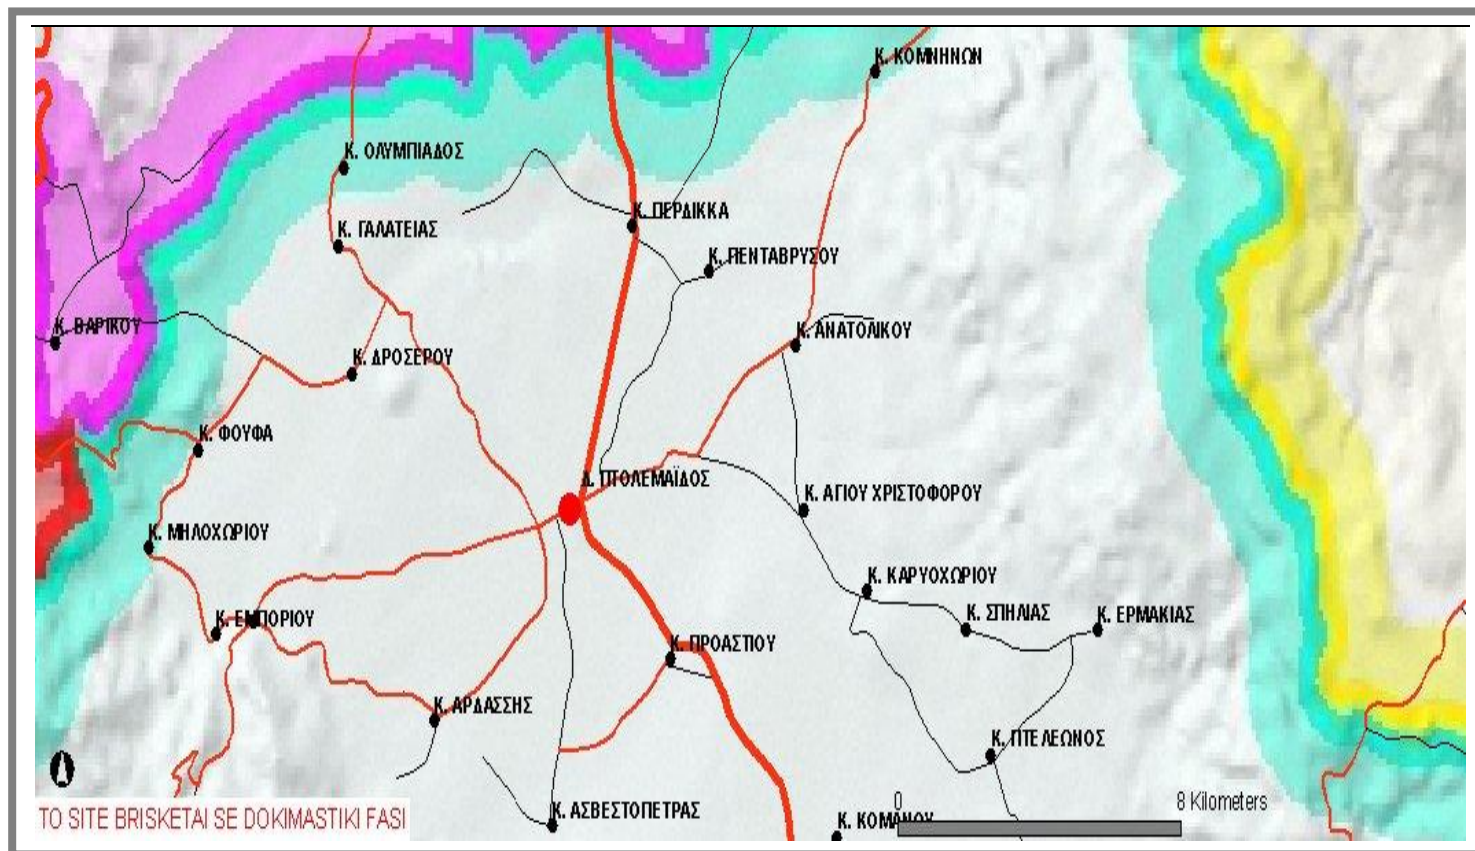 Κ. ΚΟΜΝΗΝΩΝ
Κ. ΟΛΥΜΠΙΑΔΟΣ
Κ. ΠΕΡΔΙΚΚΑ
Κ. ΓΑΛΑΤΕΙΑΣ
Κ. ΠΕΝΤΑΒΡΥΣΟΥ
Κ. ΒΑΡΙΚΟΥ
Κ. ΑΝΑΤΟΛΙΚΟΥ
Κ. ΔΡΟΣΕΡΟΥ
Κ. ΦΟΥΦΑ
Δ. ΠΤΟΛΕΜΑΪΔΟΣ
Κ. ΑΓΙΟΥ ΧΡΙΣΤΟΦΟΡΟΥ
Κ. ΜΗΛΟΧΩΡΙΟΥ
Κ. ΚΑΡΥΟΧΩΡΙΟΥ
Κ. ΕΜΠΟΡΙΟΥ
Κ. ΣΠΗΛΙΑΣ
Κ. ΕΡΜΑΚΙΑΣ
Κ. ΠΡΟΑΣΤΙΟΥ
Κ. ΑΡΔΑΣΣΗΣ
Κ. ΠΤΕΛΕΩΝΟΣ
0
8 Kilometers
Κ. ΑΣΒΕΣΤΟΠΕΤΡΑΣ
Κ. ΚΟΜΑΝΟΥ
TO SITE BRISKETAI SE DOKIMASTIKI FASI